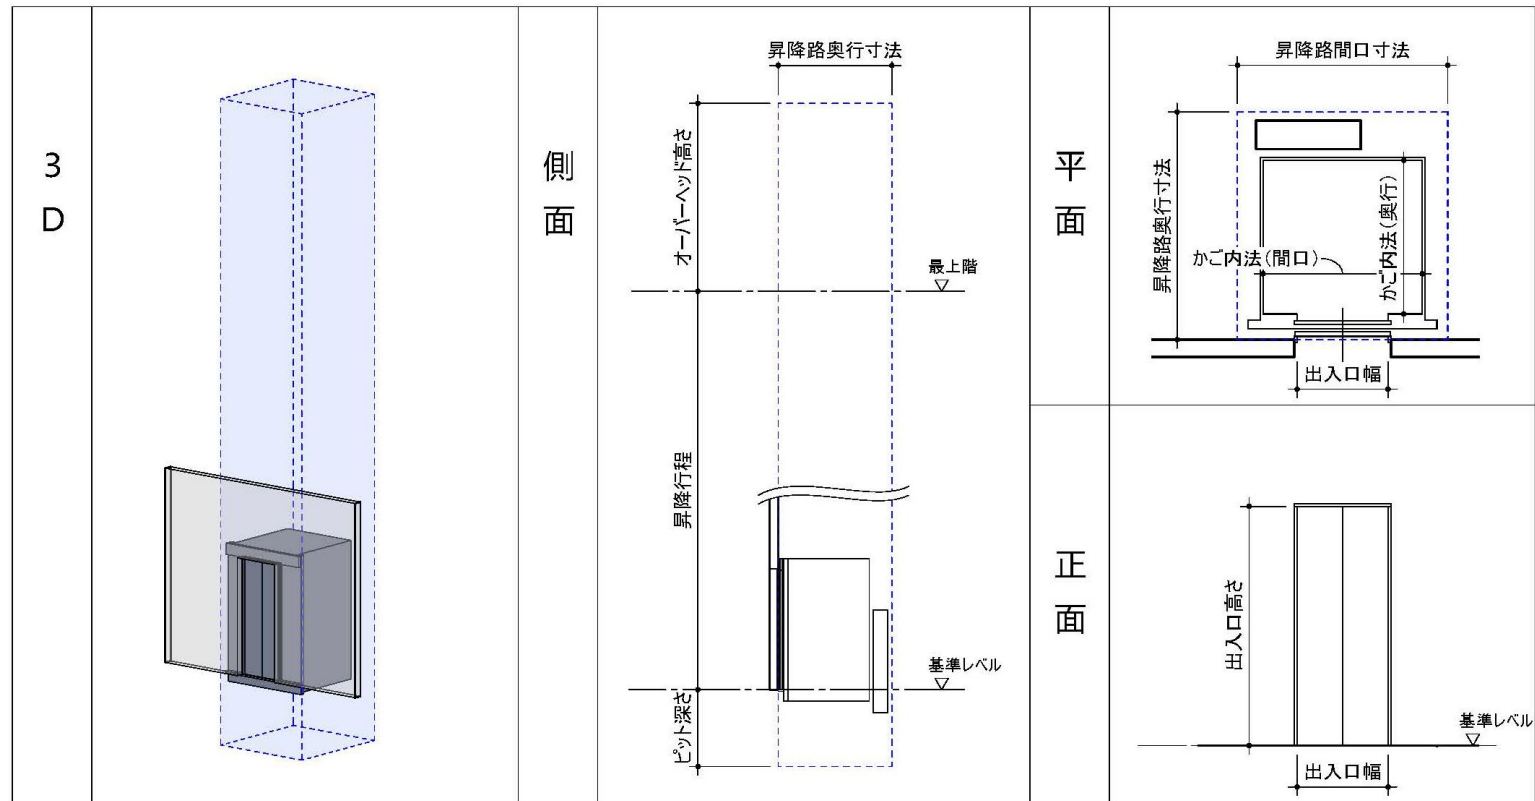 3D
側面
昇降路奥行寸法
オーバーヘッド高さ
最上階
昇降行程
基準レベル
ピット深さ
平面
昇降路間口寸法
昇降路奥行寸法
かご内法(間口)
かご内法(奥行)
出入口幅
正面
出入口高さ
基準レベル
出入口幅